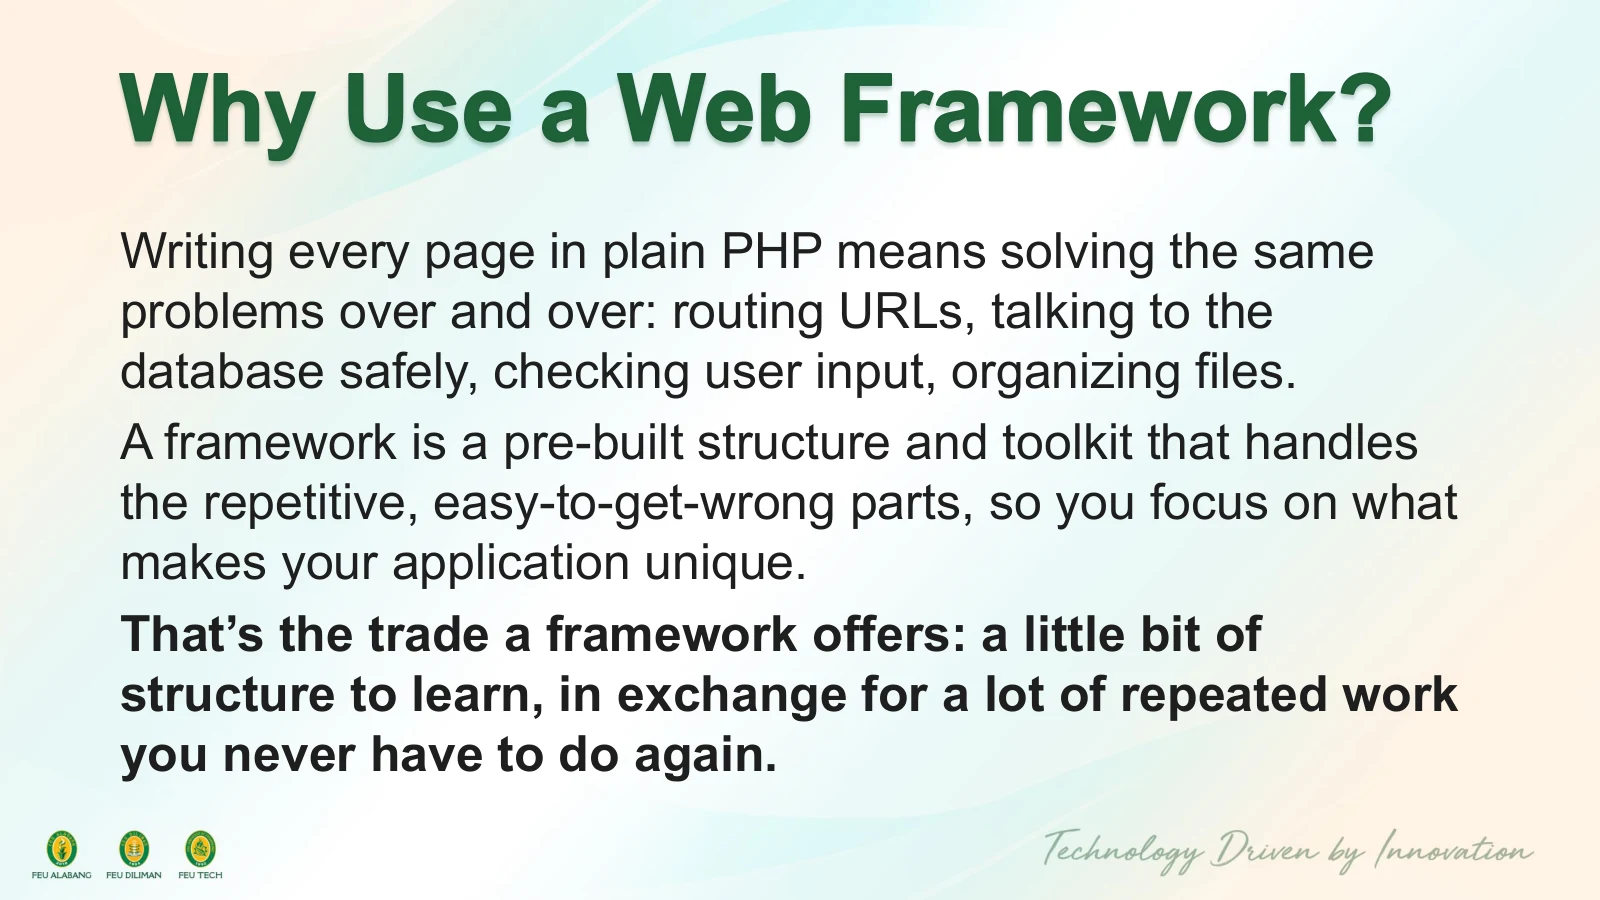 Why Use a Web Framework?
Writing every page in plain PHP means solving the same
problems over and over: routing URLs, talking to the
database safely, checking user input, organizing files.
A framework is a pre-built structure and toolkit that handles
the repetitive, easy-to-get-wrong parts, so you focus on what
makes your application unique.
That’s the trade a framework offers: a little bit of
structure to learn, in exchange for a lot of repeated work
you never have to do again.
FEU ALABANG
FEU DILIMAN
FEU TECH
Technology Driven by Innovation